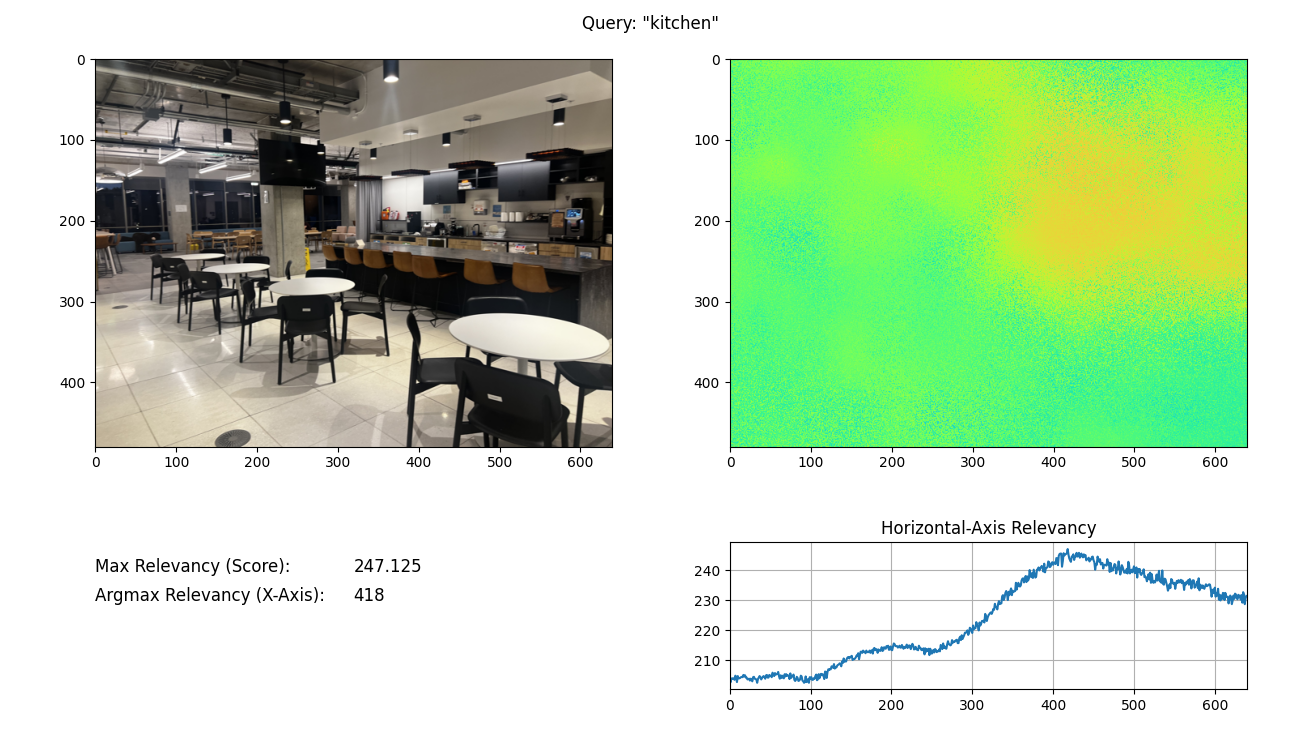 Query: "kitchen"
0
100
200
300
400
0 100 200 300 400 500 600
0
100
200
300
400
0 100 200 300 400 500 600
Max Relevancy (Score): 247.125
Argmax Relevancy (X-Axis): 418
Horizontal-Axis Relevancy
240
230
220
210
0 100 200 300 400 500 600